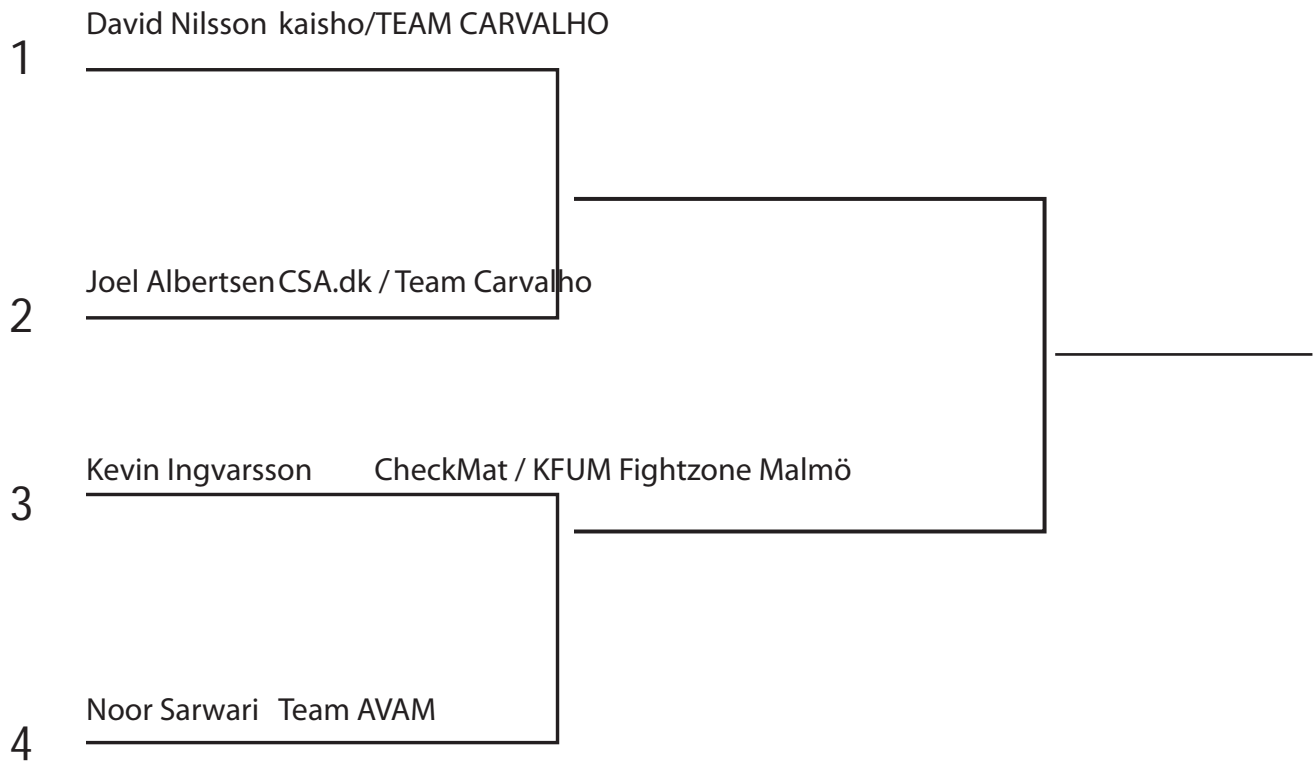 David Nilsson kaisho/TEAM CARVALHO
1
Joel Albertsen CSA.dk / Team Carvalho
2
Kevin Ingvarsson CheckMat / KFUM Fightzone Malmö
3
Noor Sarwari Team AVAM
4